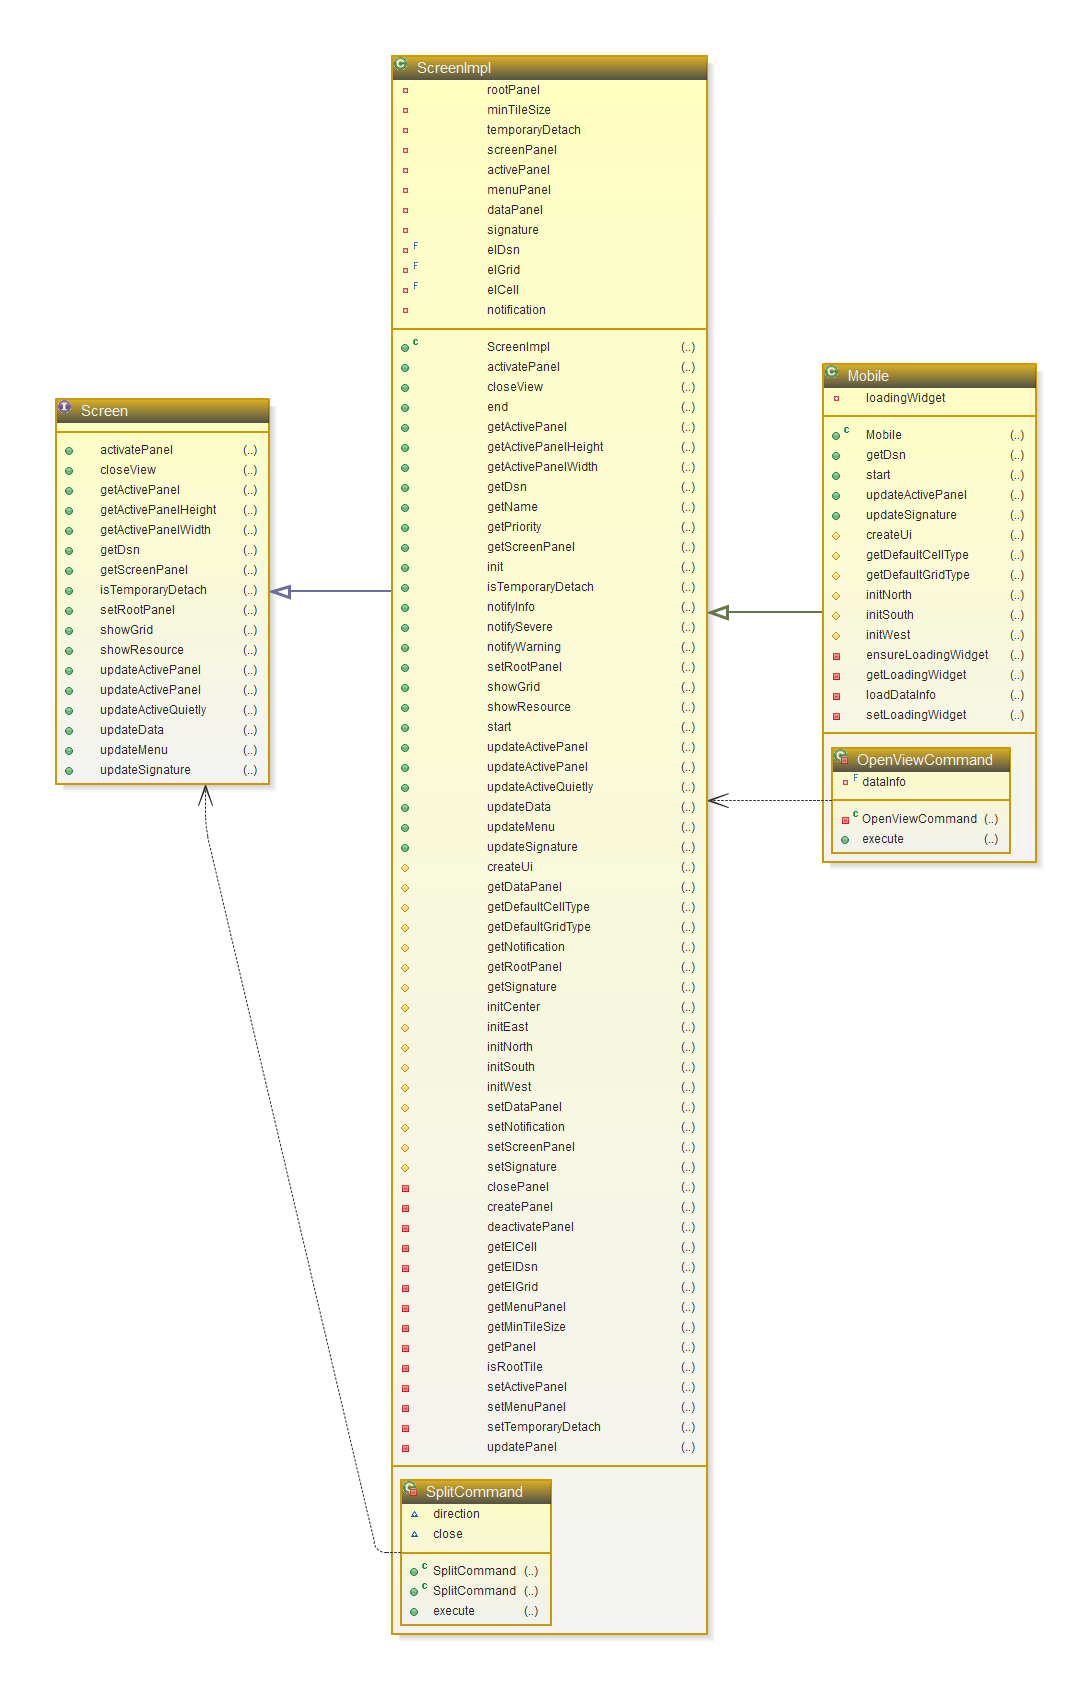 ScreenImpl
rootPanel
minTileSize
temporaryDetach
screenPanel
activePanel
menuPanel
dataPanel
signature
F elDsn
F elGrid
F elCell
notification
C ScreenImpl (..)
activatePanel (..)
closeView (..)
end (..)
getActivePanel (..)
getActivePanelHeight (..)
getActivePanelWidth (..)
getDsn (..)
getName (..)
getPriority (..)
getScreenPanel (..)
init (..)
isTemporaryDetach (..)
notifyInfo (..)
notifySevere (..)
notifyWarning (..)
setRootPanel (..)
showGrid (..)
showResource (..)
start (..)
updateActivePanel (..)
updateActivePanel (..)
updateActiveQuietly (..)
updateData (..)
updateMenu (..)
updateSignature (..)
createUi (..)
getDataPanel (..)
getDefaultCellType (..)
getDefaultGridType (..)
getNotification (..)
getRootPanel (..)
getSignature (..)
initCenter (..)
initEast (..)
initNorth (..)
initSouth (..)
initWest (..)
setDataPanel (..)
setNotification (..)
setScreenPanel (..)
setSignature (..)
closePanel (..)
createPanel (..)
deactivatePanel (..)
getElCell (..)
getElDsn (..)
getElGrid (..)
getMenuPanel (..)
getMinTileSize (..)
getPanel (..)
isRootTile (..)
setActivePanel (..)
setMenuPanel (..)
setTemporaryDetach (..)
updatePanel (..)
SplitCommand
direction
close
C SplitCommand (..)
C SplitCommand (..)
execute (..)
Screen
activatePanel (..)
closeView (..)
getActivePanel (..)
getActivePanelHeight (..)
getActivePanelWidth (..)
getDsn (..)
getScreenPanel (..)
isTemporaryDetach (..)
setRootPanel (..)
showGrid (..)
showResource (..)
updateActivePanel (..)
updateActivePanel (..)
updateActiveQuietly (..)
updateData (..)
updateMenu (..)
updateSignature (..)
Mobile
loadingWidget
C Mobile (..)
getDsn (..)
start (..)
updateActivePanel (..)
updateSignature (..)
createUi (..)
getDefaultCellType (..)
getDefaultGridType (..)
initNorth (..)
initSouth (..)
initWest (..)
ensureLoadingWidget (..)
getLoadingWidget (..)
loadDataInfo (..)
setLoadingWidget (..)
OpenViewCommand
F dataInfo
C OpenViewCommand (..)
execute (..)